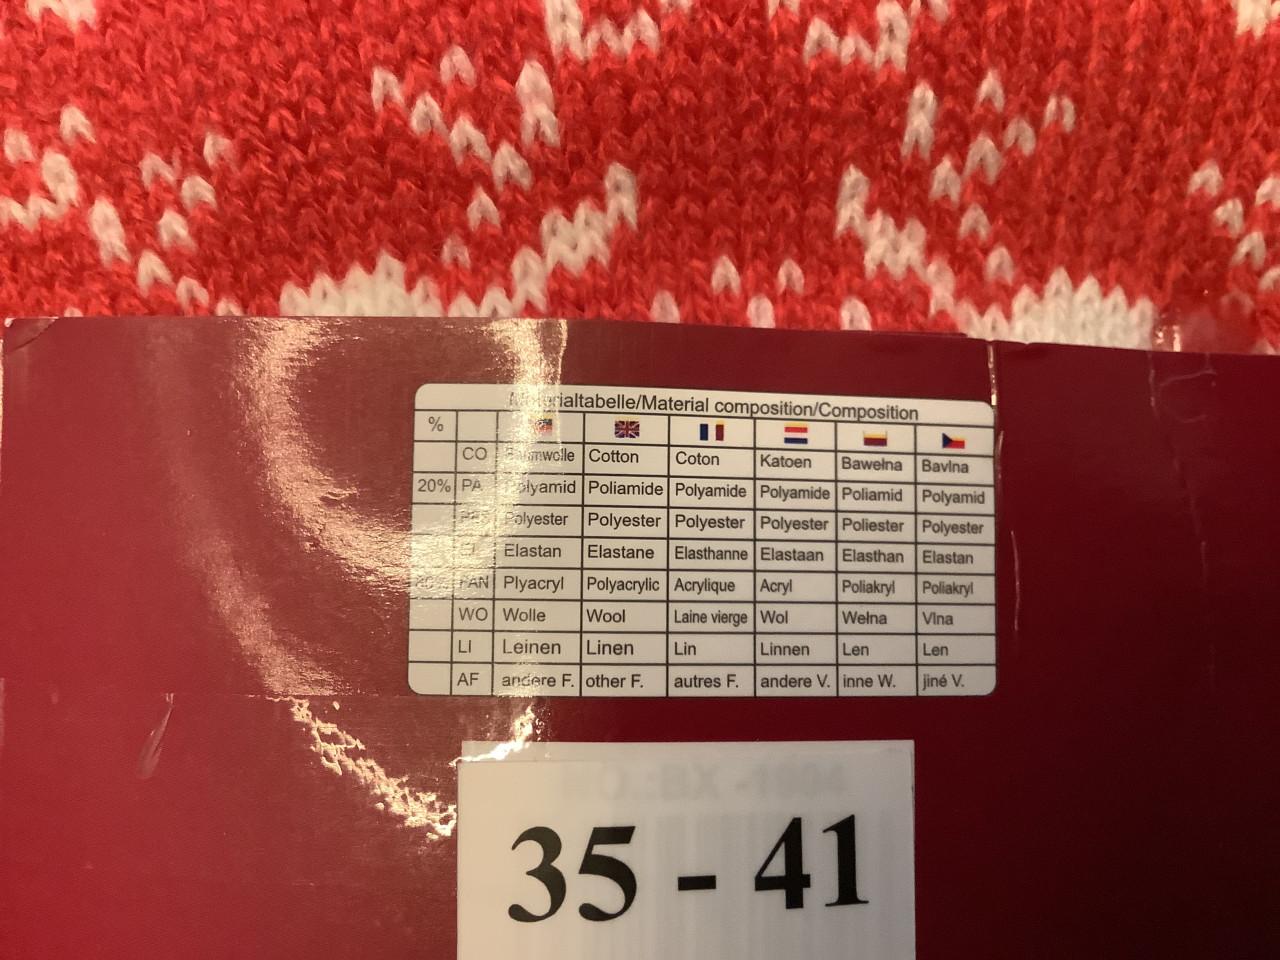 Materialtabelle/Material composition/Composition
%
CO Baumwolle Cotton Coton Katoen Bawełna Bavlna
20% PA Polyamid Poliamide Polyamide Polyamide Poliamid Polyamid
Polyester Polyester Polyester Polyester Poliester Polyester
EL Elastan Elastane Elasthanne Elastaan Elasthan Elastan
80% PAN Plyacryl Polyacrylic Acrylique Acryl Poliakryl Poliakryl
WO Wolle Wool Laine vierge Wol Wełna Vlna
LI Leinen Linen Lin Linnen Len Len
AF andere F. other F. autres F. andere V. inne W. jiné V.
35 - 41